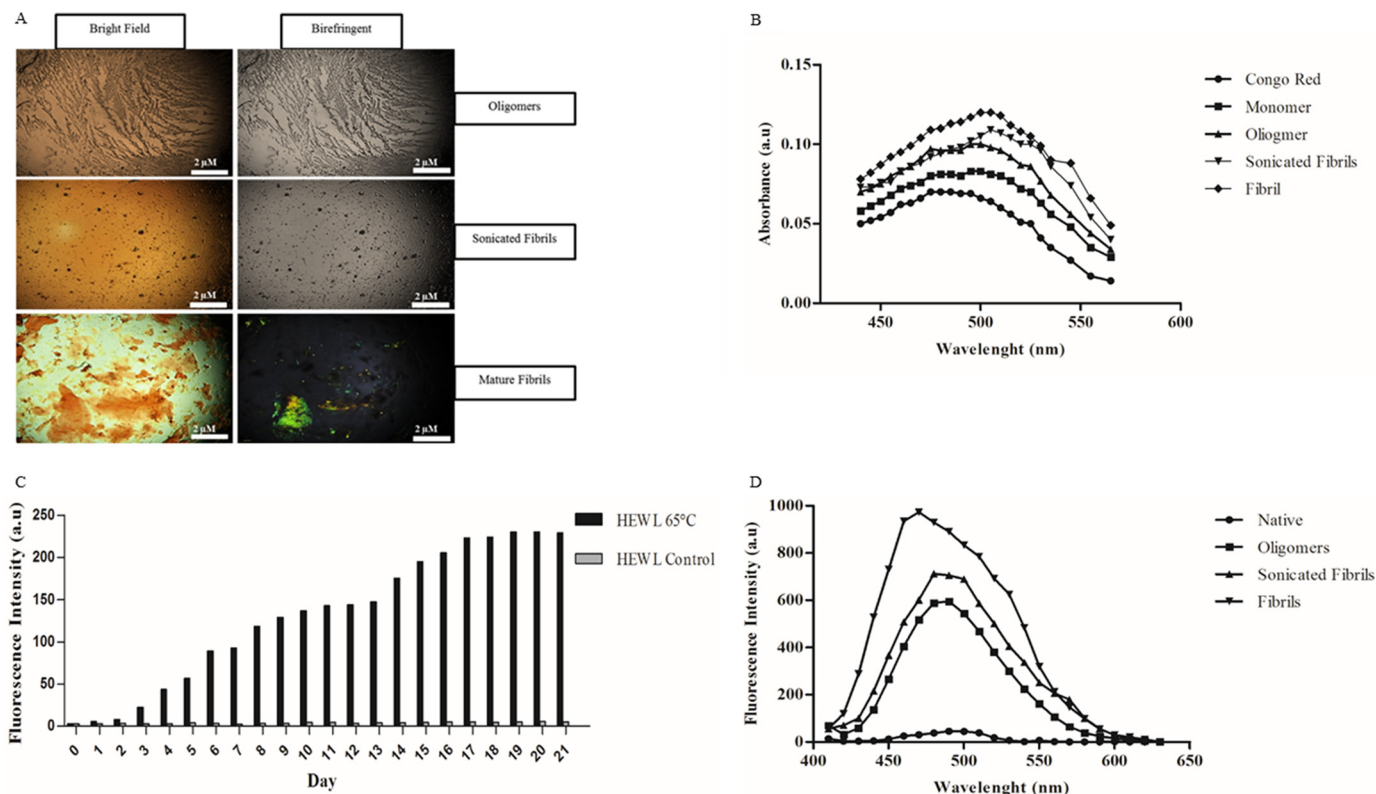 A
Bright Field
Birefringent
2 µM
2 µM
Oligomers
2 µM
2 µM
Sonicated Fibrils
2 µM
2 µM
Mature Fibrils
B
0.15
0.10
0.05
0.00
Absorbance (a.u)
450
500
550
600
Wavelenght (nm)
Congo Red
Monomer
Oliogmer
Sonicated Fibrils
Fibril
C
250
200
150
100
50
0
Fluorescence Intensity (a.u)
0 1 2 3 4 5 6 7 8 9 10 11 12 13 14 15 16 17 18 19 20 21
Day
HEWL 65°C
HEWL Control
D
1000
800
600
400
200
0
Fluorescence Intensity (a.u)
400 450 500 550 600 650
Wavelenght (nm)
Native
Oligomers
Sonicated Fibrils
Fibrils